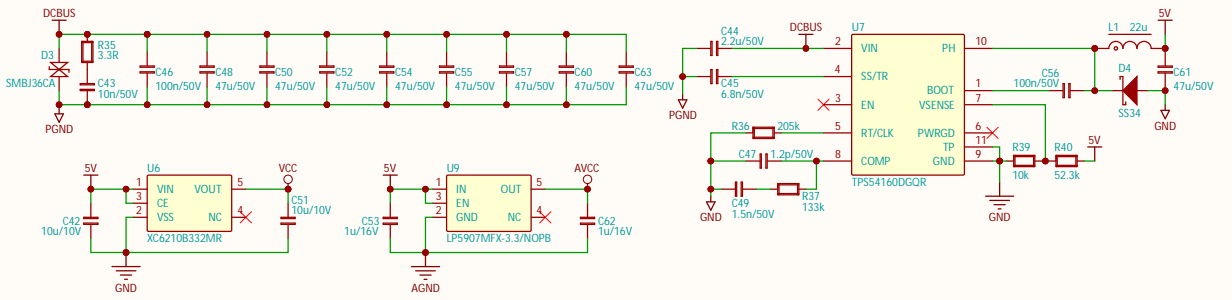 DCBUS
D3
SMBJ36CA
R35
3.3R
C43
10n/50V
C46
100n/50V
C48
47u/50V
C50
47u/50V
C52
47u/50V
C54
47u/50V
C55
47u/50V
C57
47u/50V
C60
47u/50V
C63
47u/50V
PGND
C44
2.2u/50V
DCBUS
C45
6.8n/50V
PGND
R36 205k
C47 1.2p/50V
C49
1.5n/50V
R37
133k
GND
U7
2 VIN PH 10
4 SS/TR
BOOT 1
3 EN VSENSE 7
5 RT/CLK PWRGD 6
TP 11
8 COMP GND 9
TPS54160DGQR
C56
100n/50V
L1 22u
5V
D4
SS34
C61
47u/50V
GND
R39
10k
R40
52.3k
5V
GND
5V
C42
10u/10V
U6
1 VIN VOUT 5
3 CE
2 VSS NC 4
XC6210B332MR
VCC
C51
10u/10V
GND
5V
C53
1u/16V
U9
1 IN OUT 5
3 EN
2 GND NC 4
LP5907MFX-3.3/NOPB
AVCC
C62
1u/16V
AGND